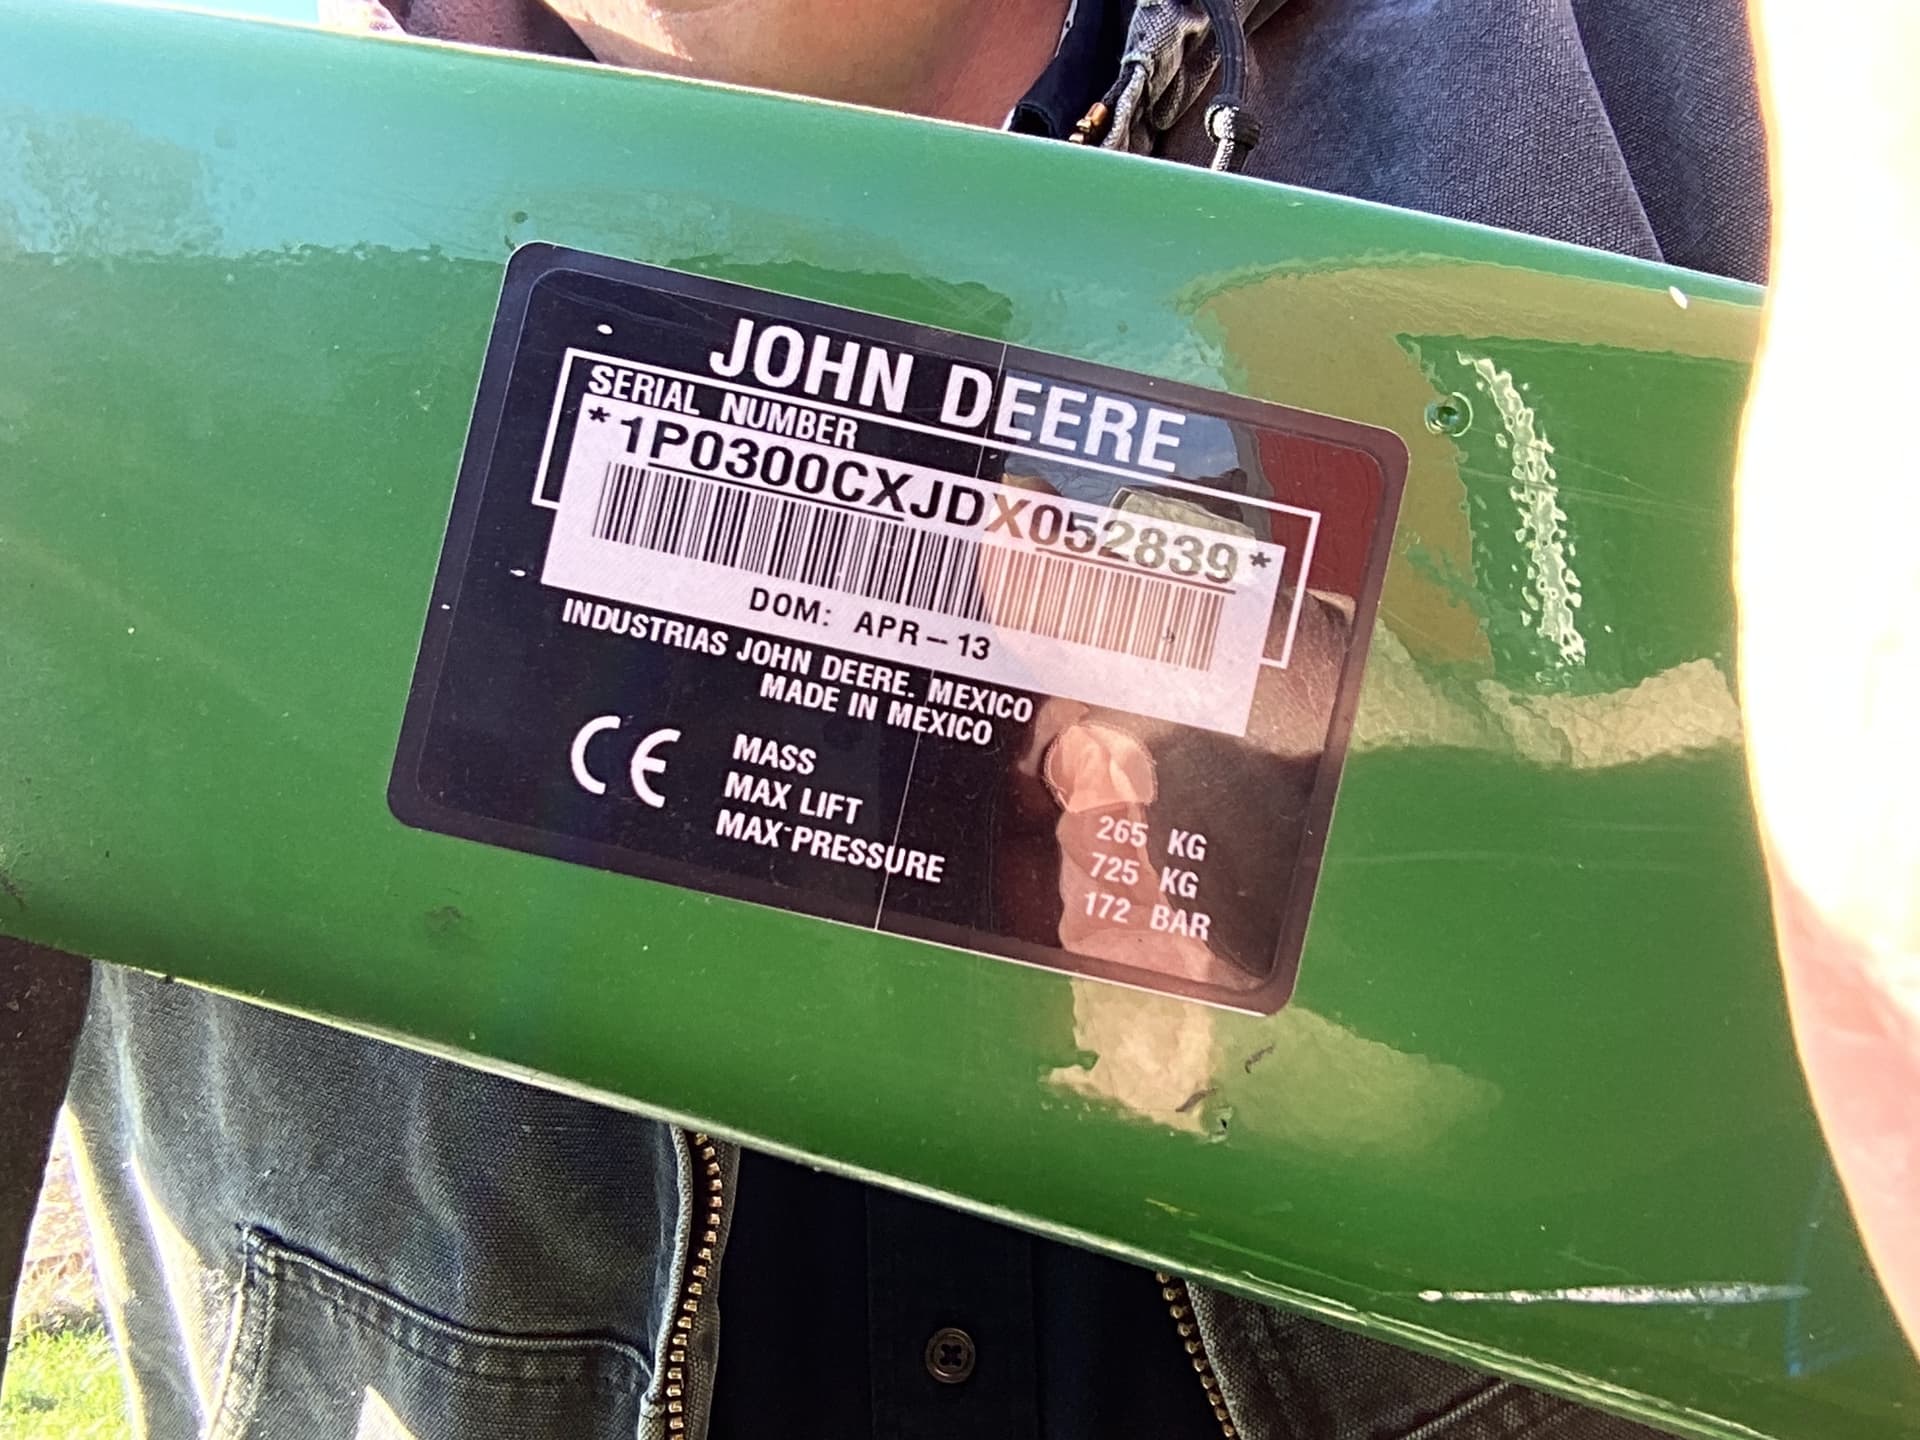 JOHN DEERE
SERIAL NUMBER
*1P0300CXJDX052839*
DOM: APR-13
INDUSTRIAS JOHN DEERE. MEXICO
MADE IN MEXICO
CE
MASS 265 KG
MAX LIFT 725 KG
MAX-PRESSURE 172 BAR